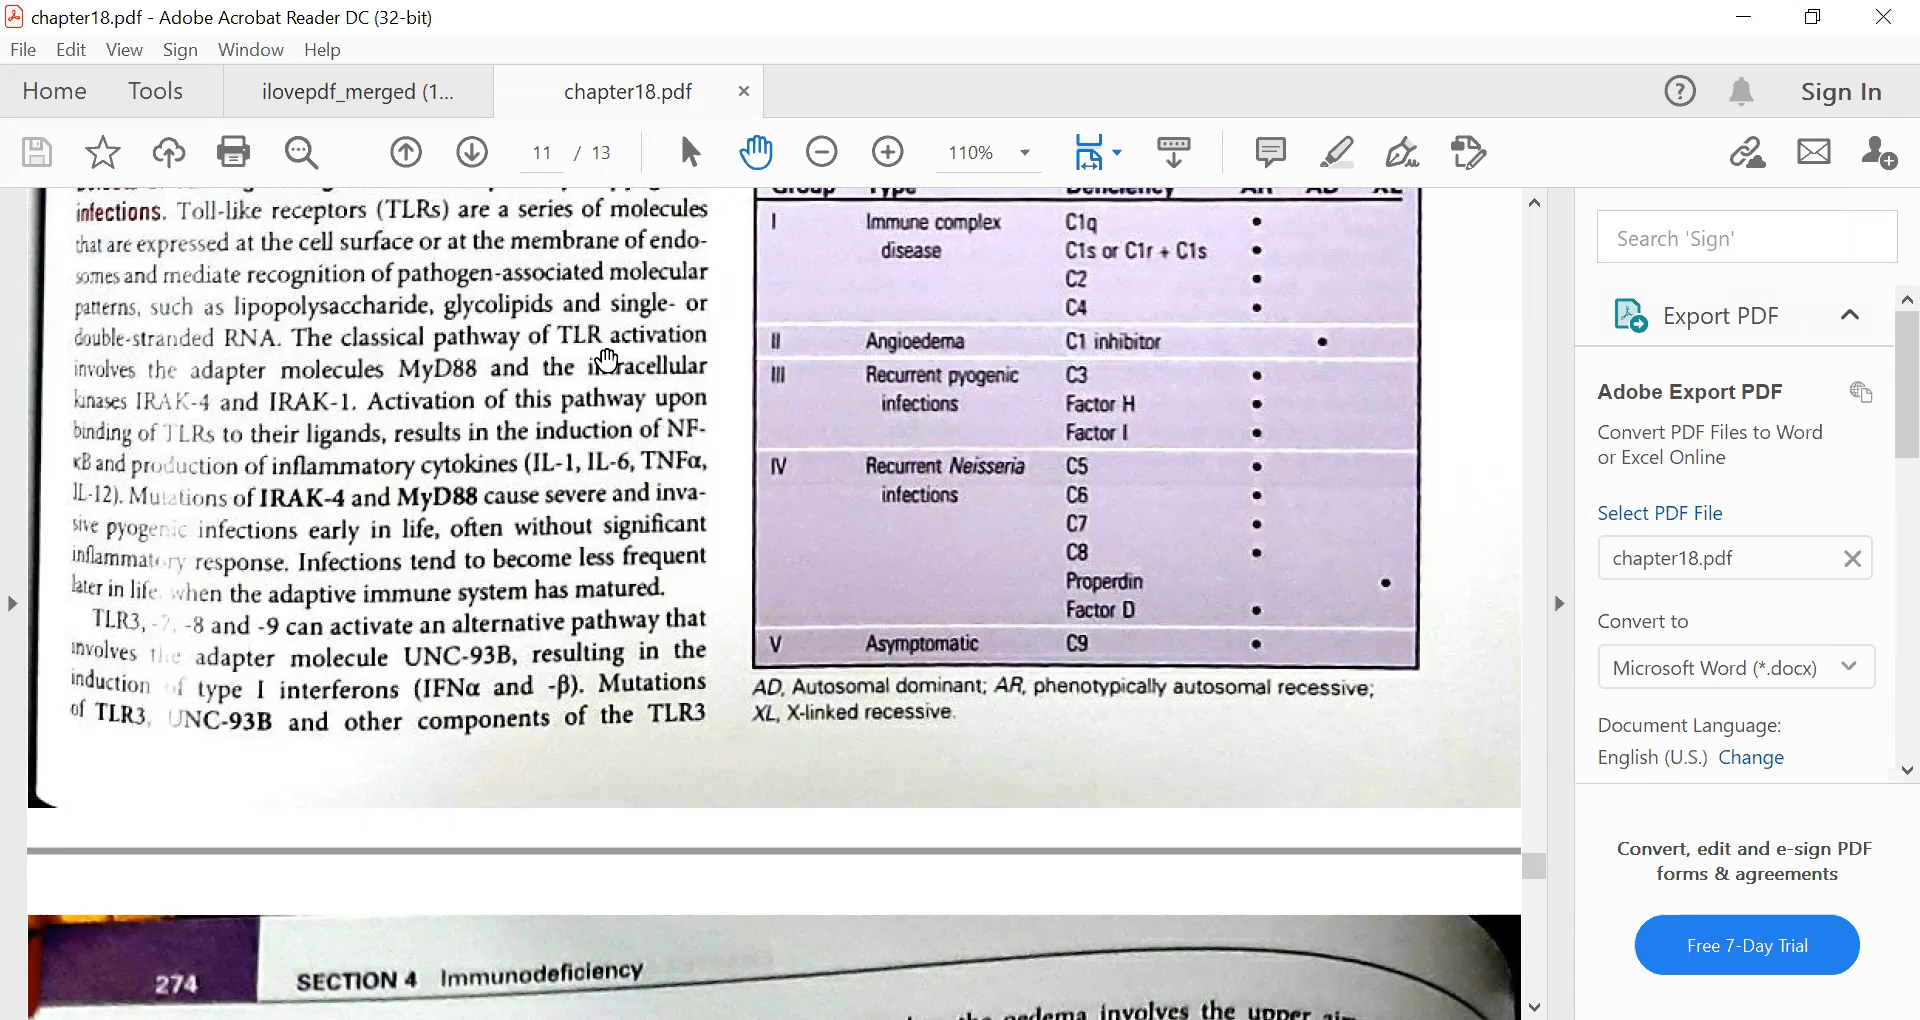 chapter18.pdf - Adobe Acrobat Reader DC (32-bit)
File Edit View Sign Window Help
Home Tools ilovepdf_merged (1... chapter18.pdf
Sign In
11 / 13 110%
infections. Toll-like receptors (TLRs) are a series of molecules
that are expressed at the cell surface or at the membrane of endo-
somes and mediate recognition of pathogen-associated molecular
patterns, such as lipopolysaccharide, glycolipids and single- or
double-stranded RNA. The classical pathway of TLR activation
involves the adapter molecules MyD88 and the intracellular
kinases IRAK-4 and IRAK-1. Activation of this pathway upon
binding of TLRs to their ligands, results in the induction of NF-
κB and production of inflammatory cytokines (IL-1, IL-6, TNFα,
IL-12). Mutations of IRAK-4 and MyD88 cause severe and inva-
sive pyogenic infections early in life, often without significant
inflammatory response. Infections tend to become less frequent
later in life, when the adaptive immune system has matured.
TLR3, -7, -8 and -9 can activate an alternative pathway that
involves the adapter molecule UNC-93B, resulting in the
induction of type I interferons (IFNα and -β). Mutations
of TLR3, UNC-93B and other components of the TLR3
Group Type Deficiency AR AD XL
I Immune complex C1q •
disease C1s or C1r + C1s •
C2 •
C4 •
II Angioedema C1 inhibitor •
III Recurrent pyogenic C3 •
infections Factor H •
Factor I •
IV Recurrent Neisseria C5 •
infections C6 •
C7 •
C8 •
Properdin •
Factor D •
V Asymptomatic C9 •
AD, Autosomal dominant; AR, phenotypically autosomal recessive;
XL, X-linked recessive.
274 SECTION 4 Immunodeficiency
oedema involves the upper
Search 'Sign'
Export PDF
Adobe Export PDF
Convert PDF Files to Word
or Excel Online
Select PDF File
chapter18.pdf
Convert to
Microsoft Word (*.docx)
Document Language:
English (U.S.) Change
Convert, edit and e-sign PDF
forms & agreements
Free 7-Day Trial